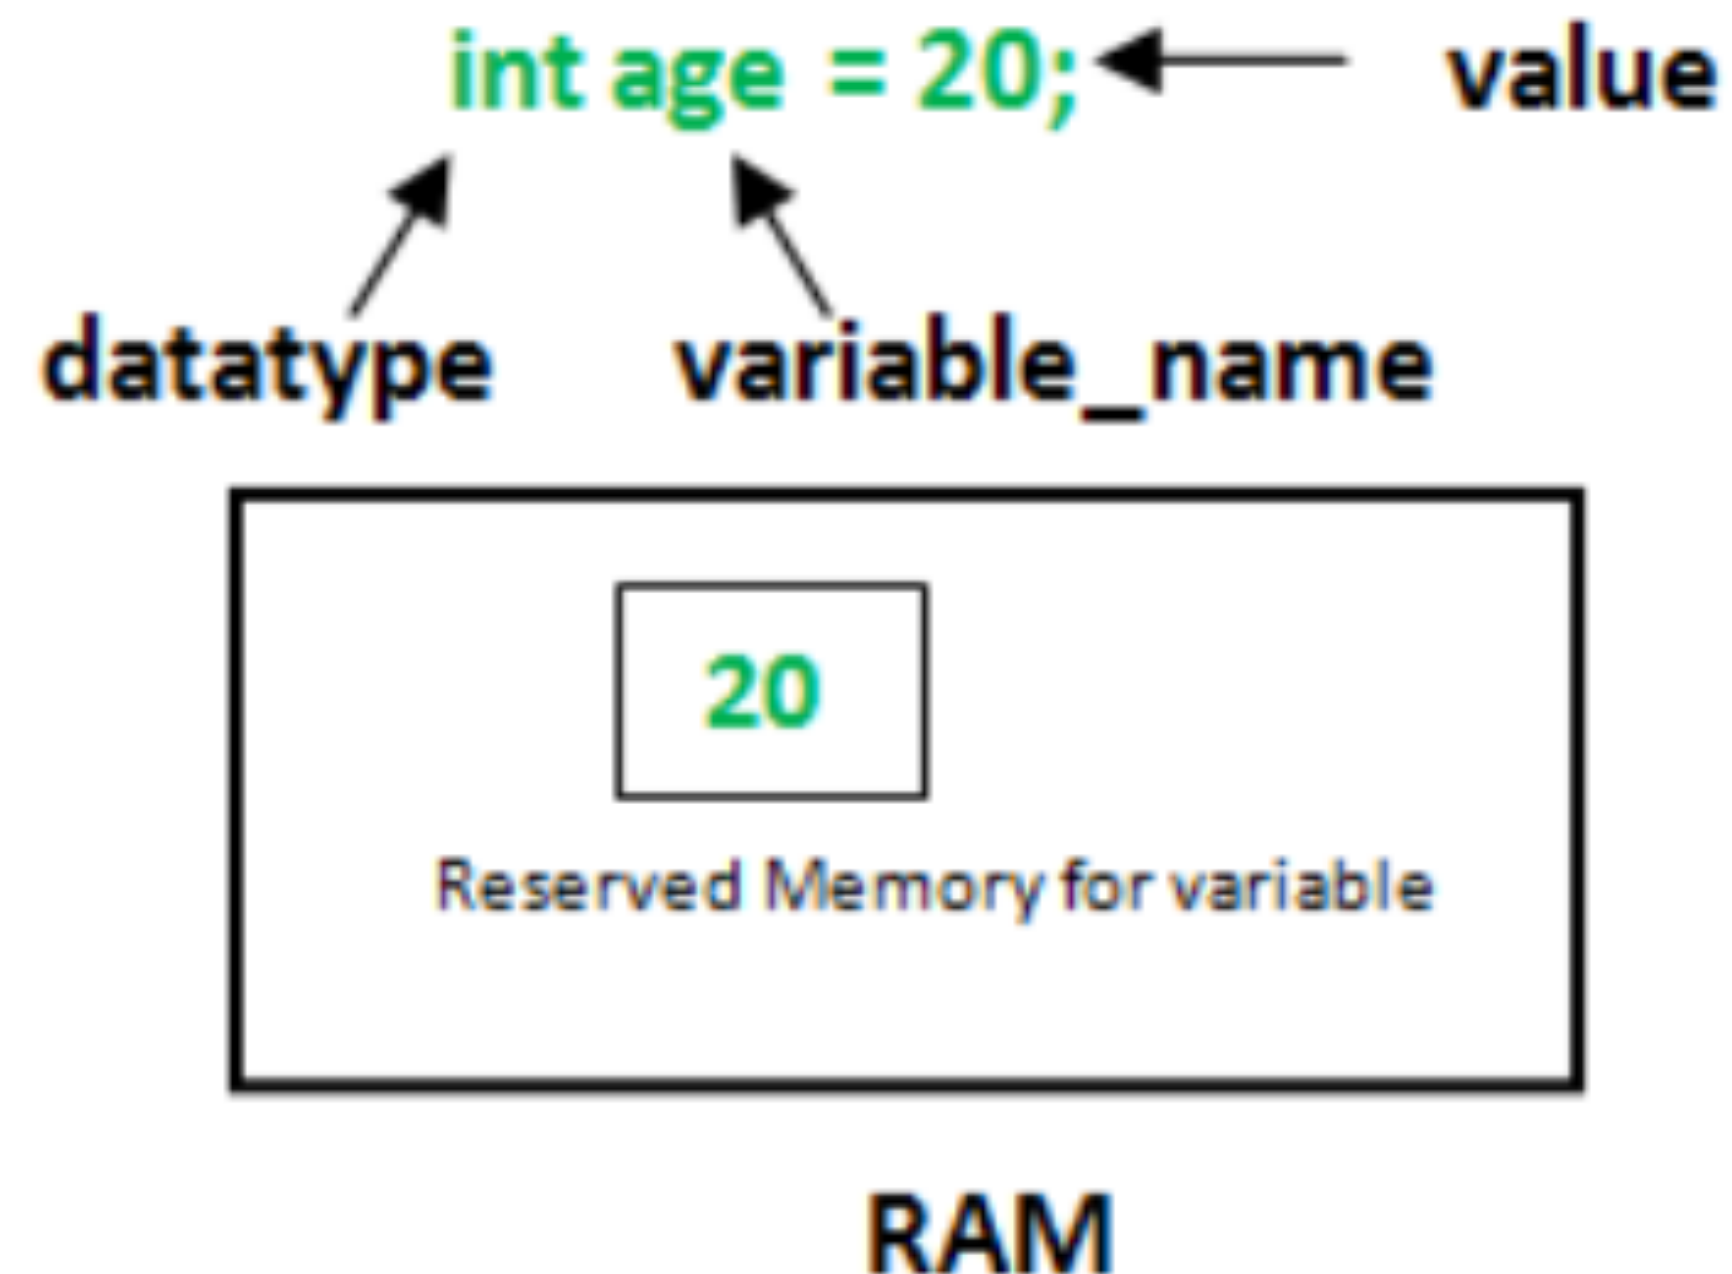 int age = 20; value
datatype variable_name
20
Reserved Memory for variable
RAM